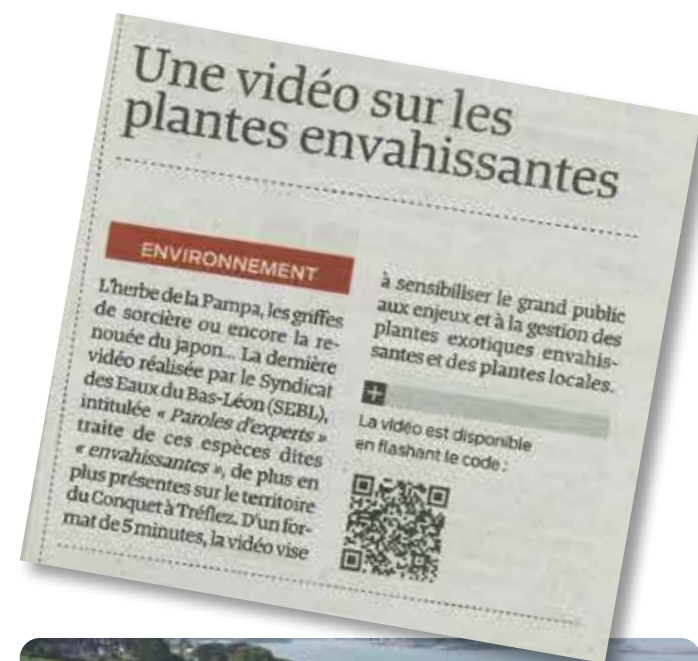 Une vidéo sur les
plantes envahissantes
ENVIRONNEMENT
L'herbe de la Pampa, les griffes
de sorcière ou encore la re-
nouée du japon... La dernière
vidéo réalisée par le Syndicat
des Eaux du Bas-Léon (SEBL),
intitulée « Paroles d'experts »
traite de ces espèces dites
« envahissantes », de plus en
plus présentes sur le territoire
du Conquet à Tréflez. D'un for-
mat de 5 minutes, la vidéo vise
à sensibiliser le grand public
aux enjeux et à la gestion des
plantes exotiques envahis-
santes et des plantes locales.
+
La vidéo est disponible
en flashant le code :